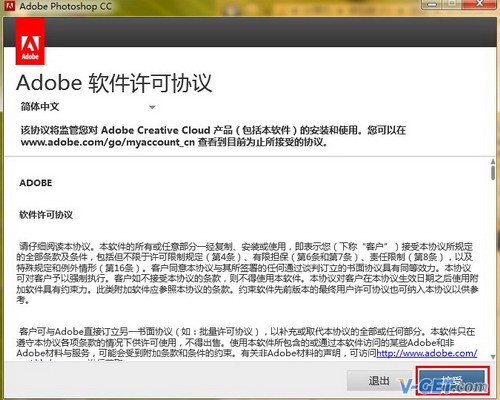 Adobe Photoshop CC
Adobe
Adobe 软件许可协议
简体中文
该协议将监管您对 Adobe Creative Cloud 产品（包括本软件）的安装和使用。您可以在
www.adobe.com/go/myaccount_cn 查看到目前为止所接受的协议。
ADOBE
软件许可协议
请仔细阅读本协议。本软件的所有或任意部分一经复制、安装或使用，即表示您（下称“客户”）接受本协议所规定
的全部条款及条件，包括但不限于许可限制规定（第4条）、有限担保（第6条和第7条）、责任限制（第8条），以及
特殊规定和例外情形（第16条）。客户同意本协议与其所签署的任何通过谈判订立的书面协议具有同等效力。本协议
可对客户予以强制执行。客户如不接受本协议的条款，则不得使用本软件。本协议对客户在本协议生效日期之后使用附
加软件具有约束力。此类附加软件应参照本协议的条款。约束软件先前版本的最终用户许可协议也可纳入本协议以供参
考。
客户可与Adobe直接订立另一书面协议（如：批量许可协议），以补充或取代本协议的全部或任何部分。本软件只在
遵守本协议各项条款的情况下供许可使用，不得出售。使用本软件所包含的或通过本软件访问的某些Adobe和非
Adobe材料与服务，可能会受到附加条款和条件的约束。有关非Adobe材料的声明，可访问http://www.adobe.com/
退出
接受